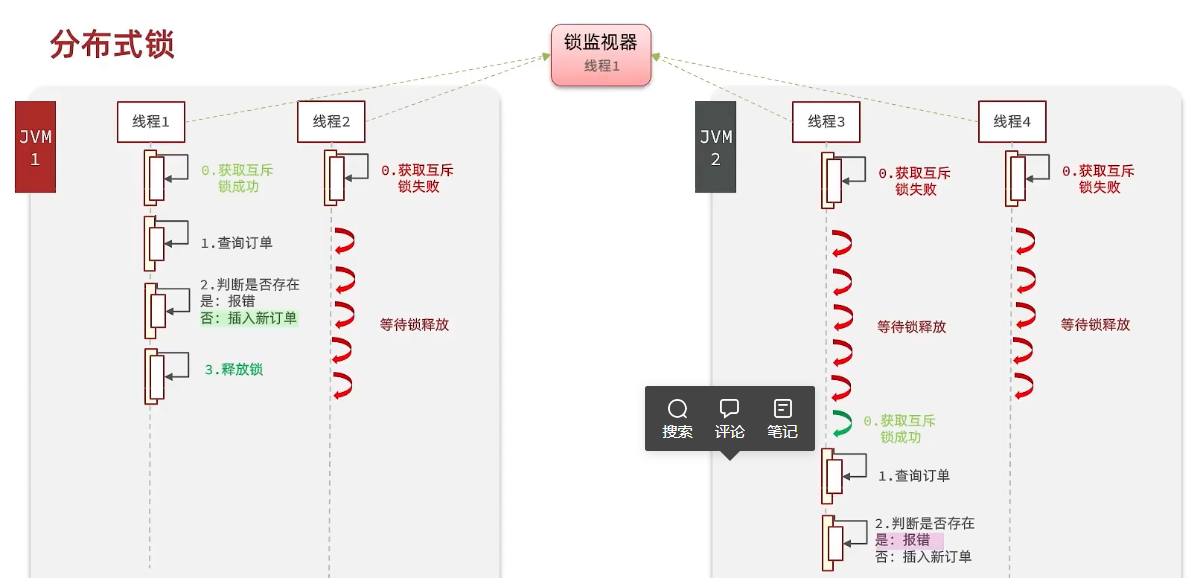 分布式锁
锁监视器
线程1
JVM
1
线程1
0.获取互斥
锁成功
1.查询订单
2.判断是否存在
是：报错
否：插入新订单
3.释放锁
线程2
0.获取互斥
锁失败
等待锁释放
JVM
2
线程3
0.获取互斥
锁失败
等待锁释放
0.获取互斥
锁成功
1.查询订单
2.判断是否存在
是：报错
否：插入新订单
线程4
0.获取互斥
锁失败
等待锁释放
搜索 评论 笔记